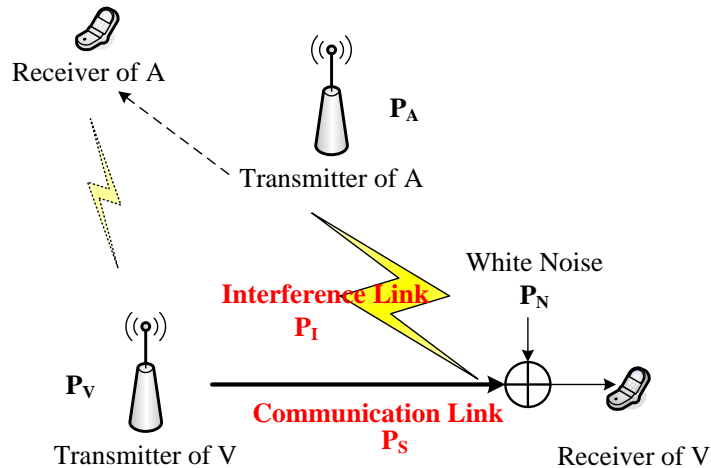 Receiver of A
P_A
Transmitter of A
White Noise
P_N
Interference Link
P_I
P_V
Communication Link
P_S
Transmitter of V
Receiver of V